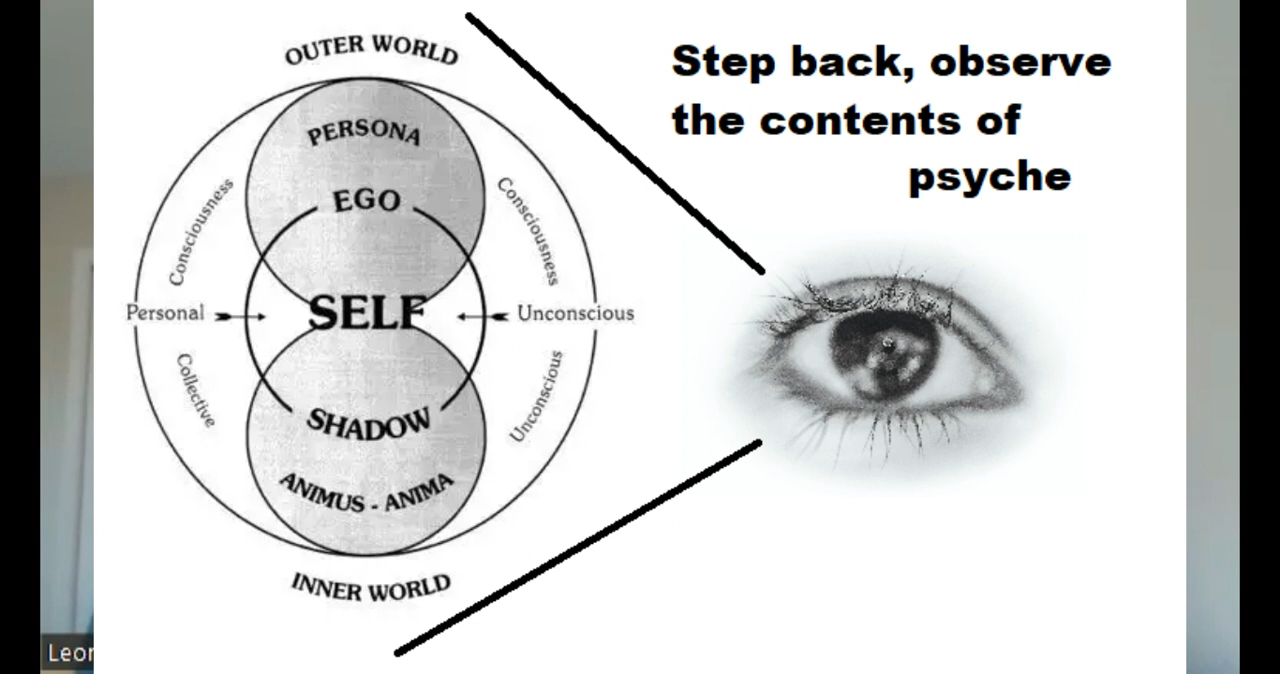 OUTER WORLD
PERSONA
EGO
Consciousness
Consciousness
Personal
SELF
Unconscious
Collective
Unconscious
SHADOW
ANIMUS - ANIMA
INNER WORLD
Step back, observe
the contents of
psyche
Leon